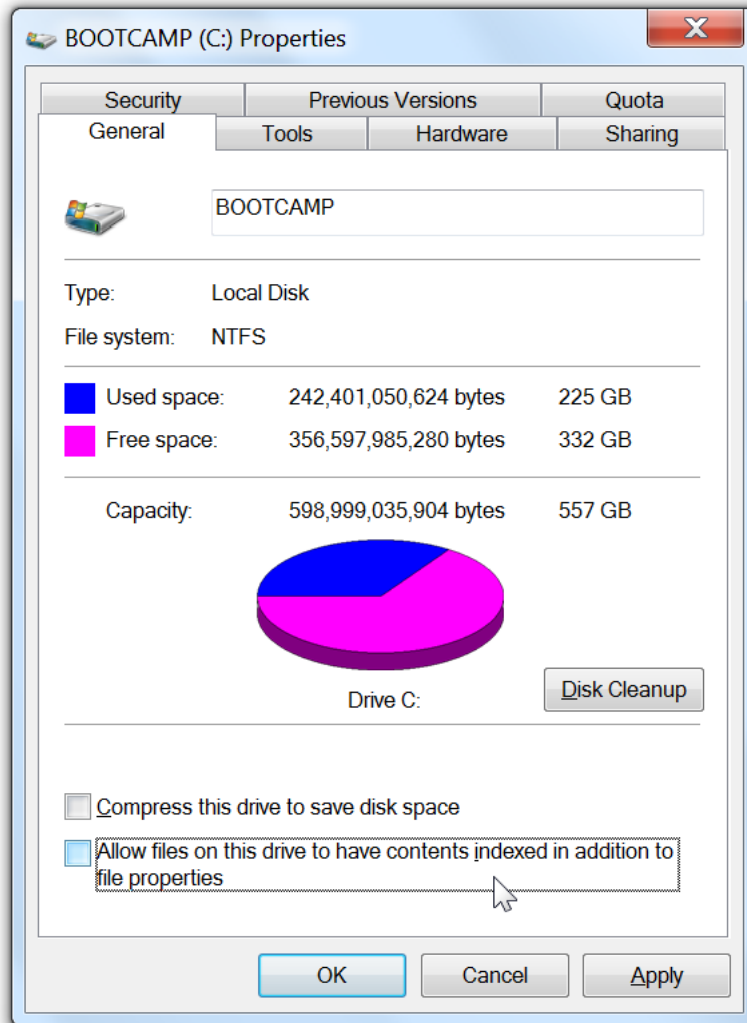 BOOTCAMP (C:) Properties
Security Previous Versions Quota
General Tools Hardware Sharing
BOOTCAMP
Type: Local Disk
File system: NTFS
Used space: 242,401,050,624 bytes 225 GB
Free space: 356,597,985,280 bytes 332 GB
Capacity: 598,999,035,904 bytes 557 GB
Drive C:
Disk Cleanup
Compress this drive to save disk space
Allow files on this drive to have contents indexed in addition to
file properties
OK Cancel Apply